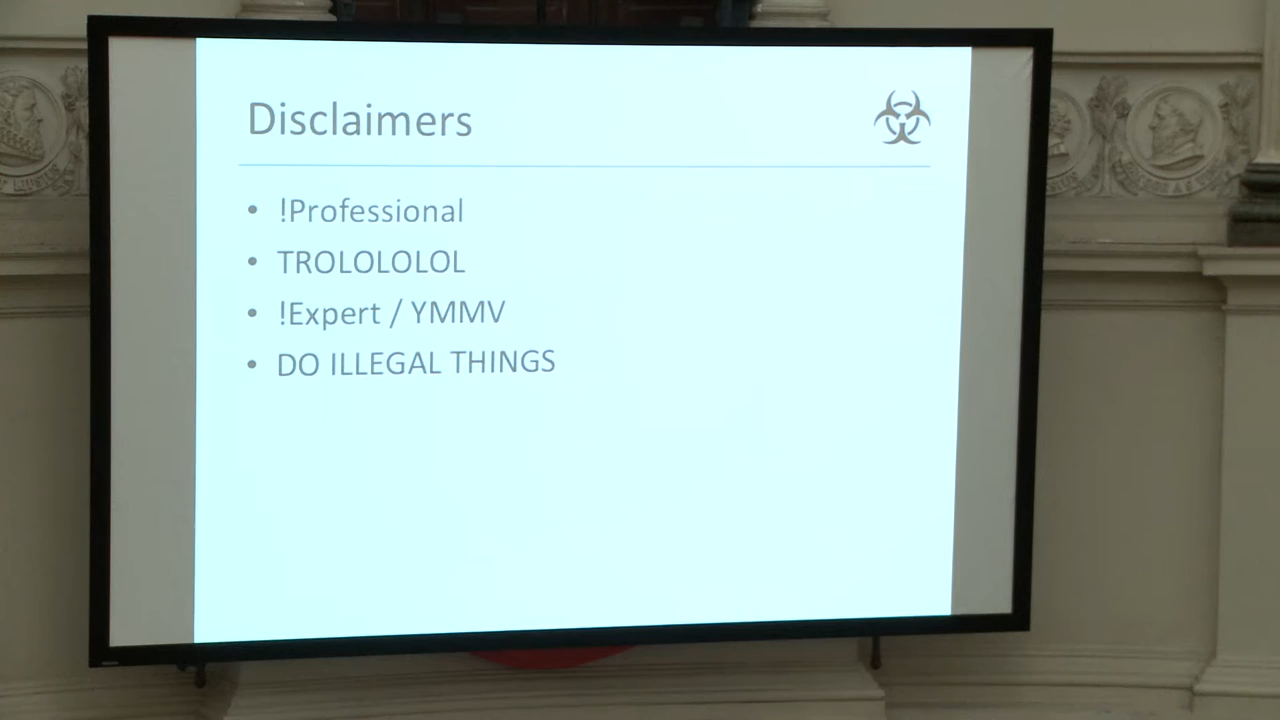 Disclaimers
• !Professional
• TROLOLOLOL
• !Expert / YMMV
• DO ILLEGAL THINGS